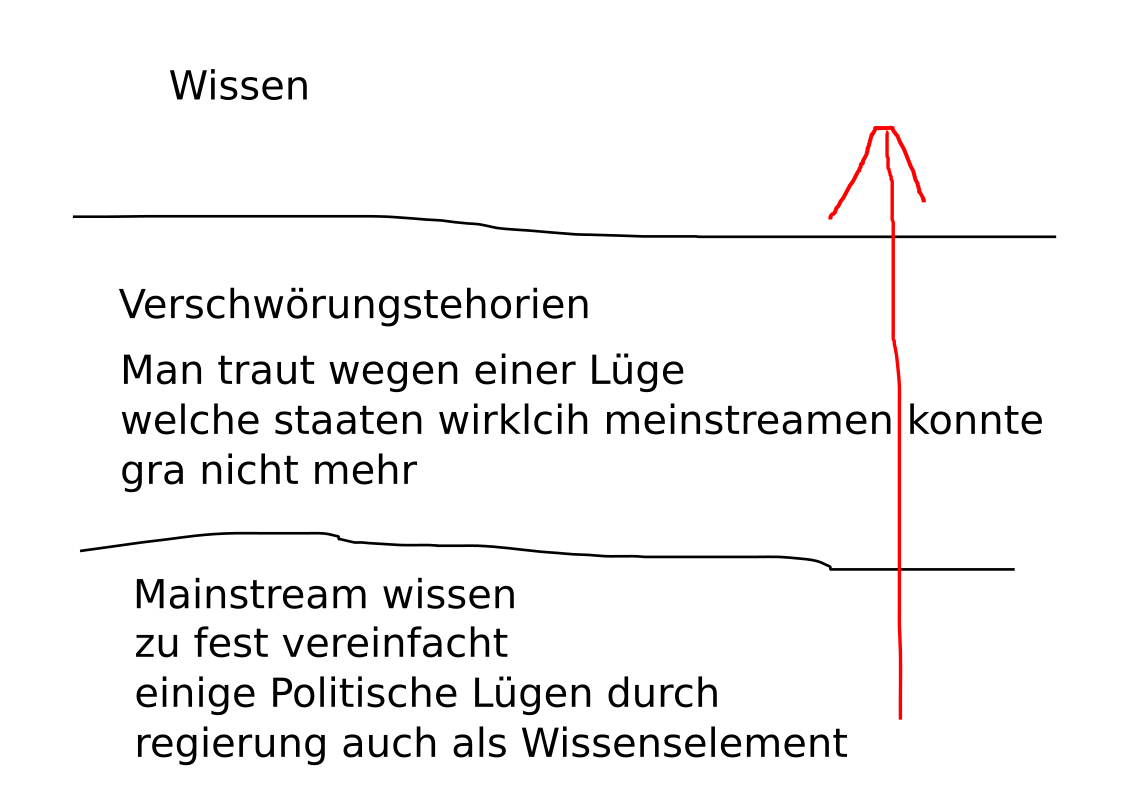 Wissen
Verschwörungstehorien
Man traut wegen einer Lüge
welche staaten wirklcih meinstreamen konnte
gra nicht mehr
Mainstream wissen
zu fest vereinfacht
einige Politische Lügen durch
regierung auch als Wissenselement